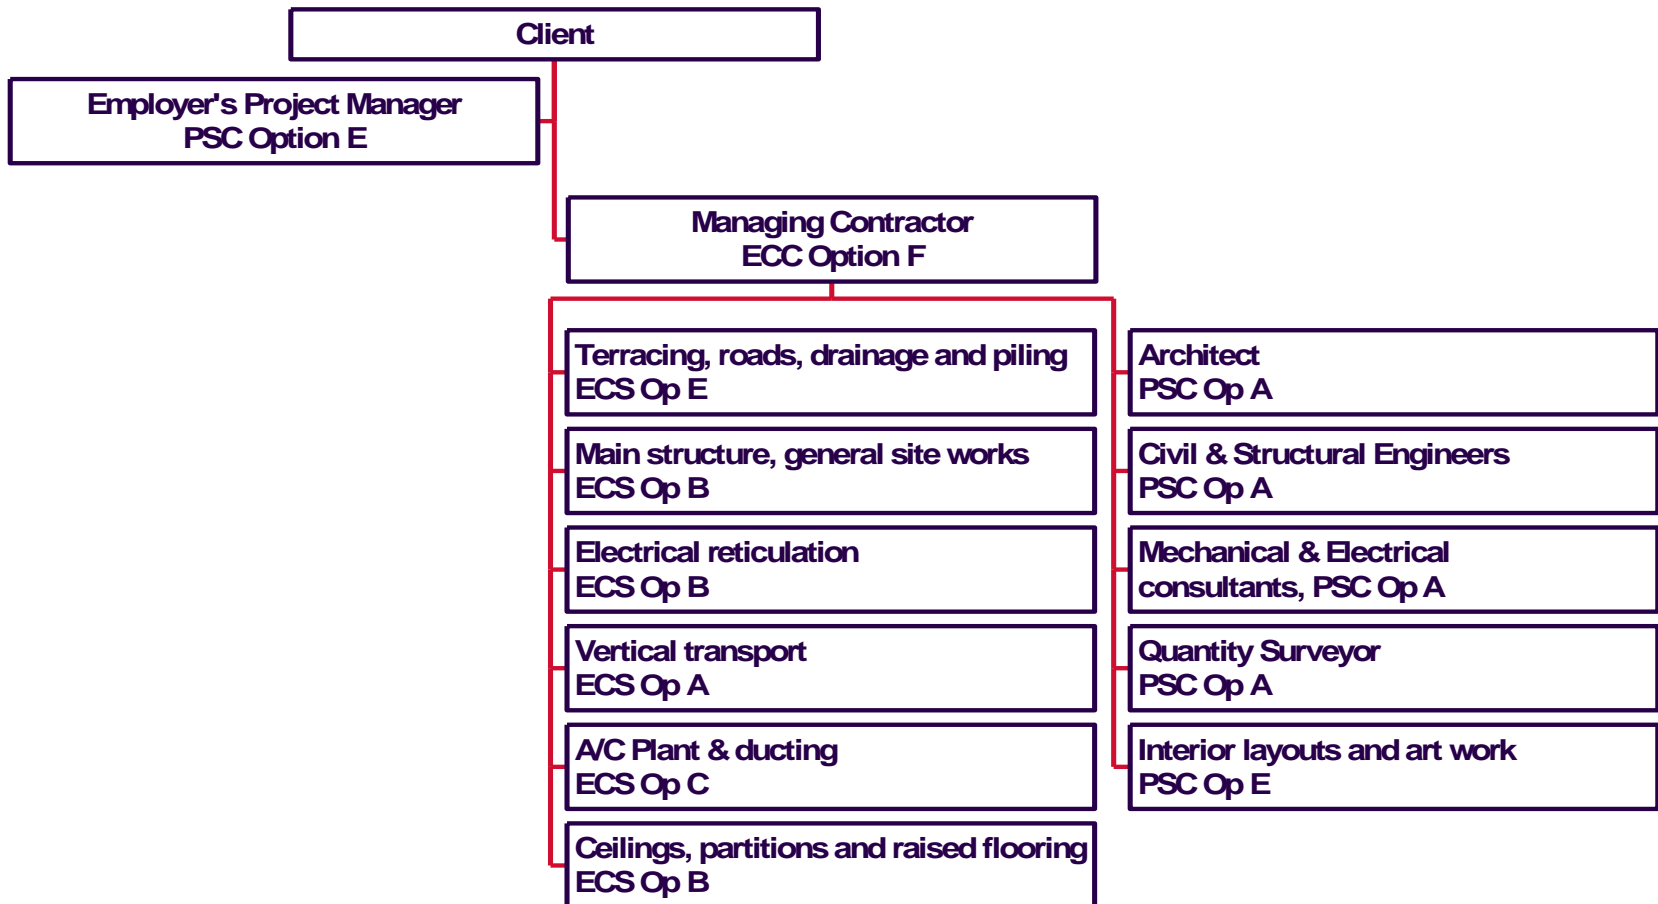 Client
Employer's Project Manager
PSC Option E
Managing Contractor
ECC Option F
Terracing, roads, drainage and piling
ECS Op E
Main structure, general site works
ECS Op B
Electrical reticulation
ECS Op B
Vertical transport
ECS Op A
A/C Plant & ducting
ECS Op C
Ceilings, partitions and raised flooring
ECS Op B
Architect
PSC Op A
Civil & Structural Engineers
PSC Op A
Mechanical & Electrical
consultants, PSC Op A
Quantity Surveyor
PSC Op A
Interior layouts and art work
PSC Op E